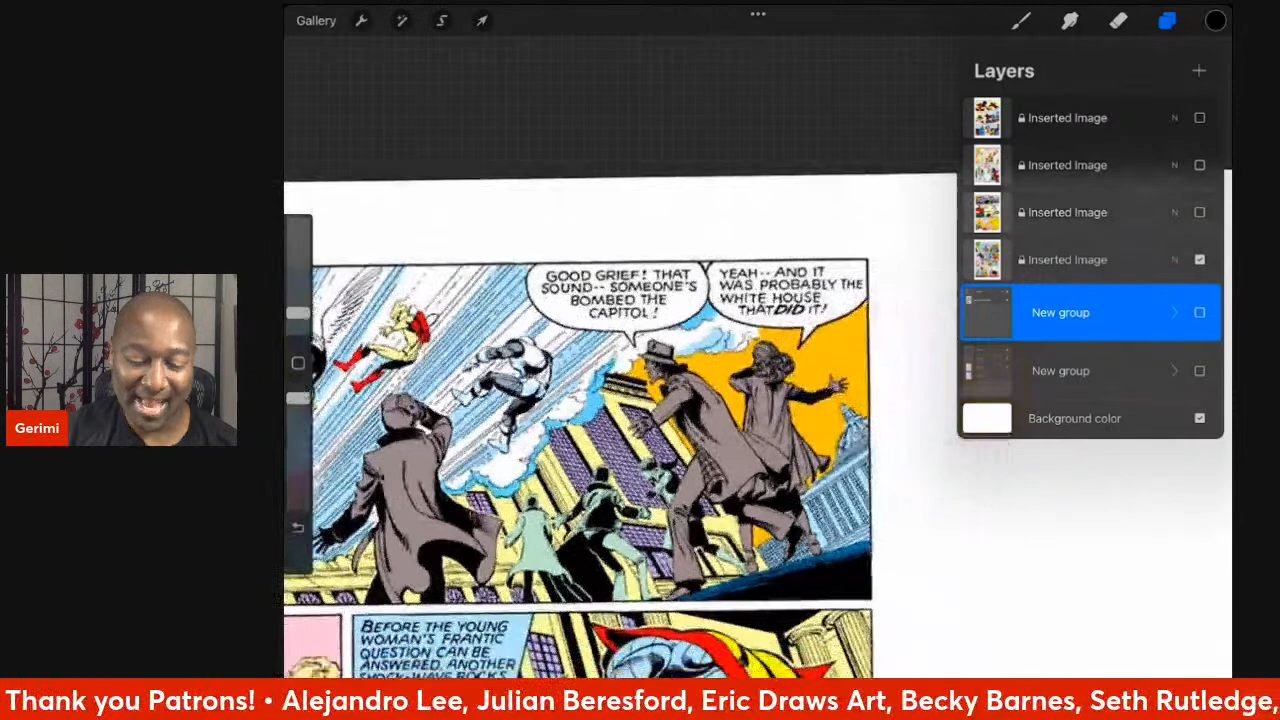 Gallery
Layers
Inserted Image N
Inserted Image N
Inserted Image N
Inserted Image N
New group
New group
Background color
GOOD GRIEF! THAT
SOUND-- SOMEONE'S
BOMBED THE
CAPITOL!
YEAH-- AND IT
WAS PROBABLY THE
WHITE HOUSE
THAT DID IT!
BEFORE THE YOUNG
WOMAN'S FRANTIC
QUESTION CAN BE
ANSWERED, ANOTHER
SHOCK-WAVE ROCKS
Gerimi
Thank you Patrons! • Alejandro Lee, Julian Beresford, Eric Draws Art, Becky Barnes, Seth Rutledge,